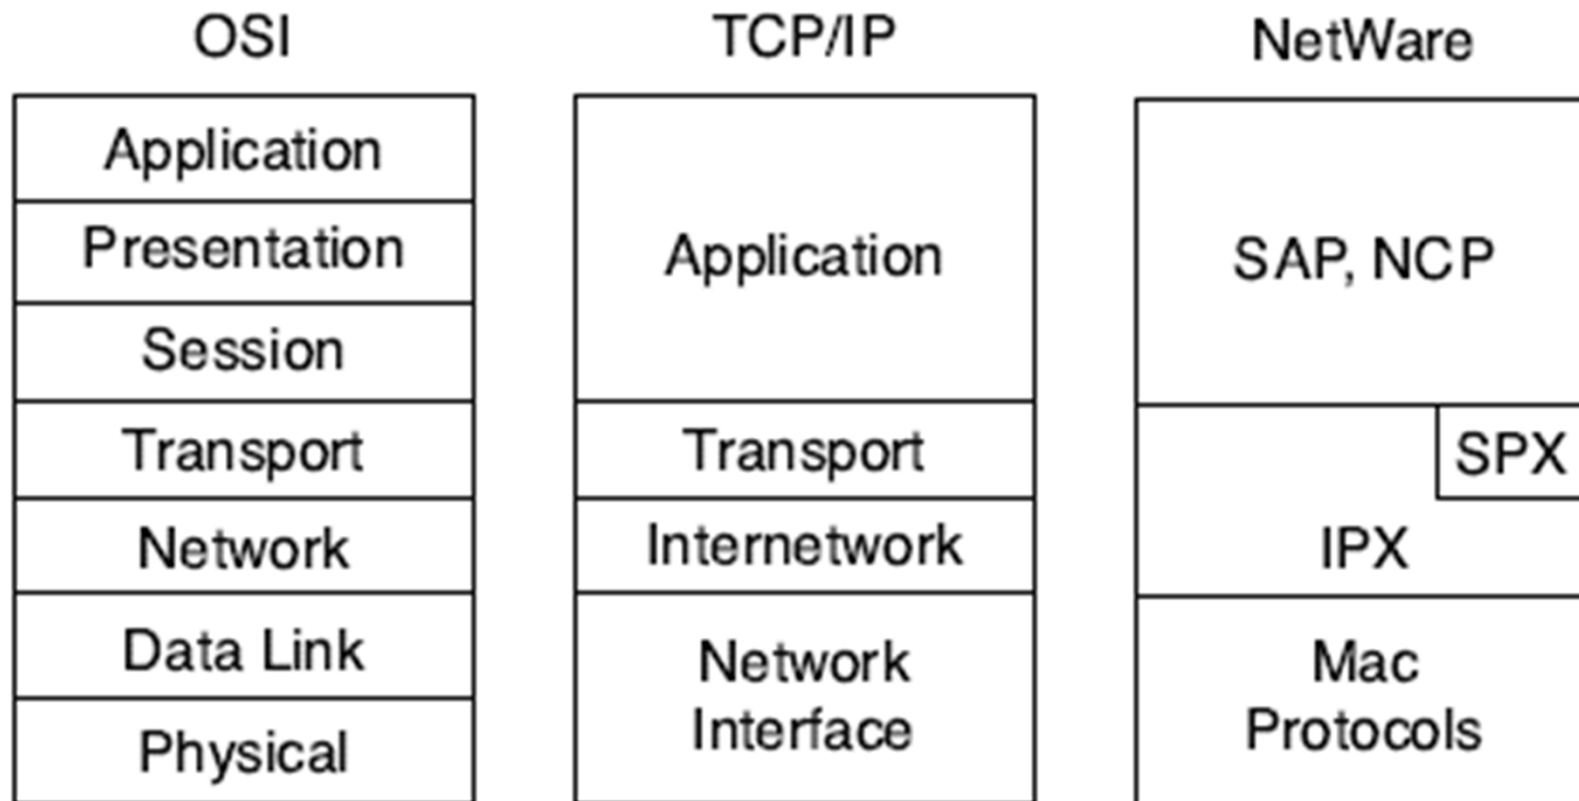 OSI
Application
Presentation
Session
Transport
Network
Data Link
Physical
TCP/IP
Application
Transport
Internetwork
Network
Interface
NetWare
SAP, NCP
SPX
IPX
Mac
Protocols